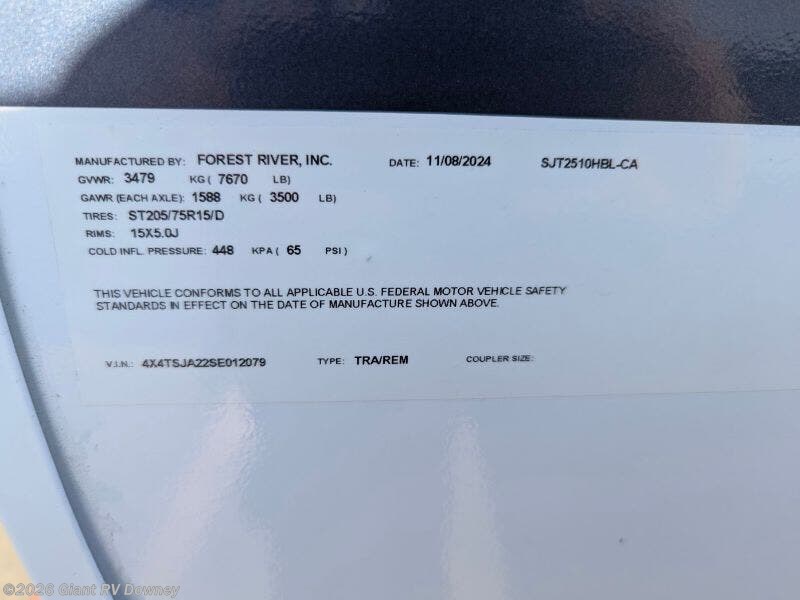 MANUFACTURED BY: FOREST RIVER, INC. DATE: 11/08/2024 SJT2510HBL-CA
GVWR: 3479 KG ( 7670 LB)
GAWR (EACH AXLE): 1588 KG ( 3500 LB)
TIRES: ST205/75R15/D
RIMS: 15X5.0J
COLD INFL. PRESSURE: 448 KPA ( 65 PSI )
THIS VEHICLE CONFORMS TO ALL APPLICABLE U.S. FEDERAL MOTOR VEHICLE SAFETY
STANDARDS IN EFFECT ON THE DATE OF MANUFACTURE SHOWN ABOVE.
V.I.N.: 4X4TSJA22SE012079 TYPE: TRA/REM COUPLER SIZE:
©2026 Giant RV Downey